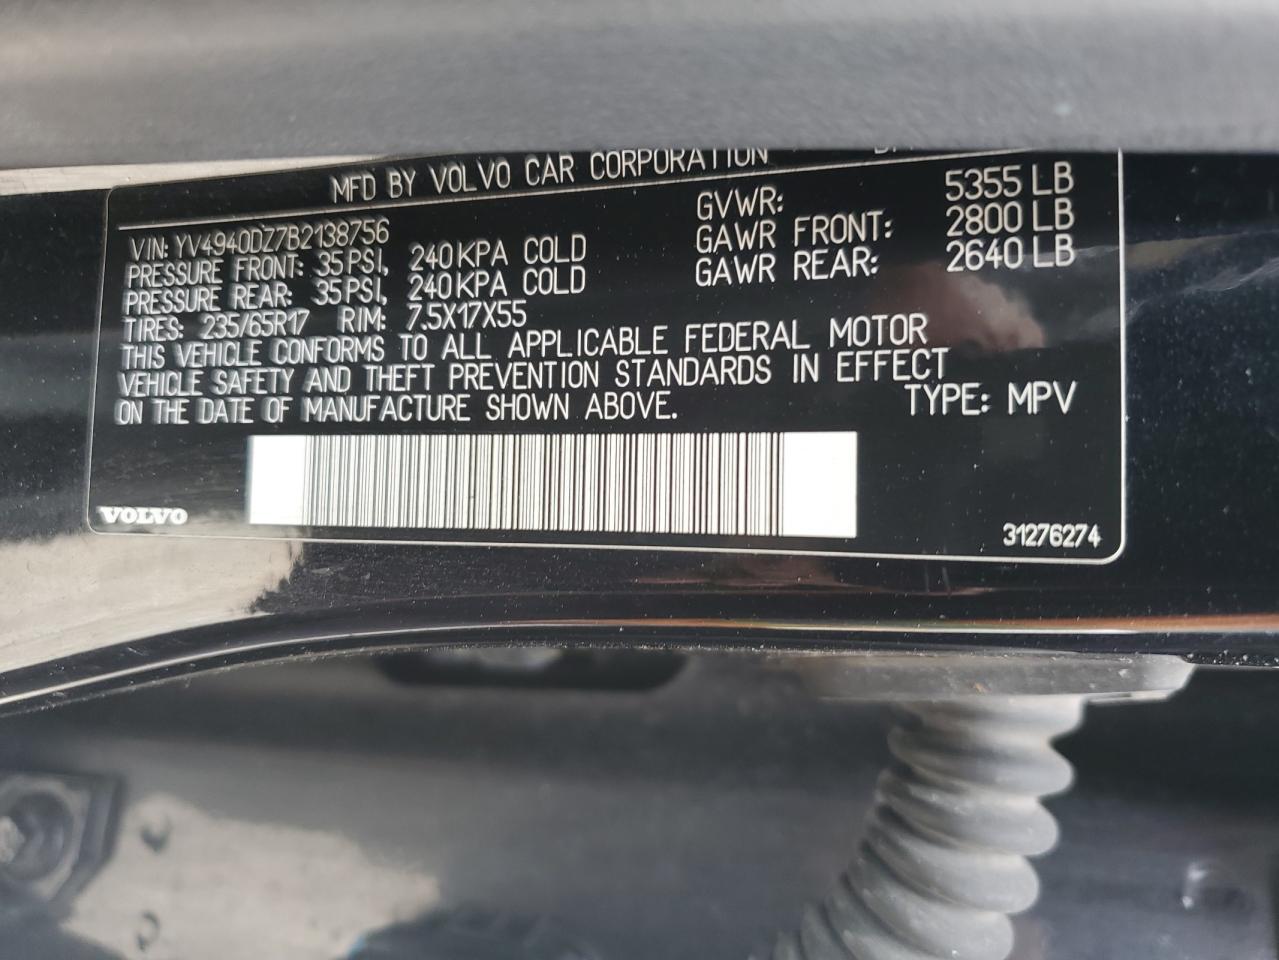 MFD BY VOLVO CAR CORPORATION
VIN: YV4940DZ7B2138756
PRESSURE FRONT: 35 PSI, 240 KPA COLD
PRESSURE REAR: 35 PSI, 240 KPA COLD
TIRES: 235/65R17 RIM: 7.5X17X55
GVWR: 5355 LB
GAWR FRONT: 2800 LB
GAWR REAR: 2640 LB
THIS VEHICLE CONFORMS TO ALL APPLICABLE FEDERAL MOTOR
VEHICLE SAFETY AND THEFT PREVENTION STANDARDS IN EFFECT
ON THE DATE OF MANUFACTURE SHOWN ABOVE.
TYPE: MPV
VOLVO
31276274